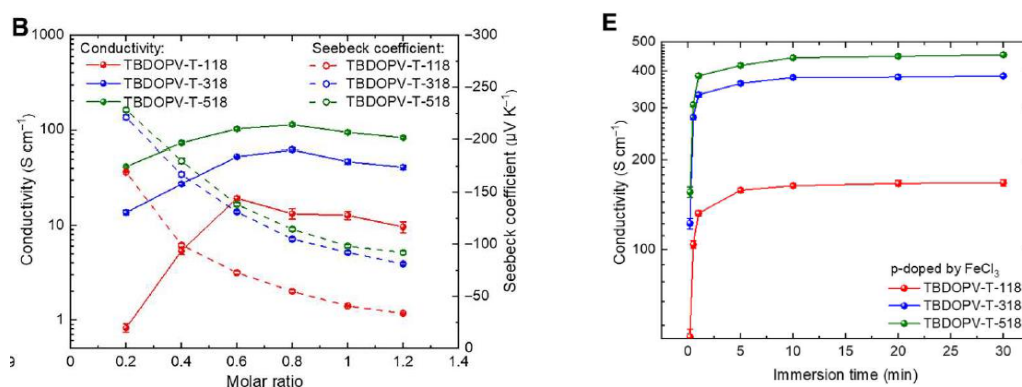 B
Conductivity: Seebeck coefficient:
TBDOPV-T-118 TBDOPV-T-118
TBDOPV-T-318 TBDOPV-T-318
TBDOPV-T-518 TBDOPV-T-518
1000
100
10
1
Conductivity (S cm⁻¹)
–300
–250
–200
–150
–100
–50
0
Seebeck coefficient (µV K⁻¹)
0.0 0.2 0.4 0.6 0.8 1.0 1.2 1.4
Molar ratio
E
500
400
300
200
100
Conductivity (S cm⁻¹)
p-doped by FeCl₃
TBDOPV-T-118
TBDOPV-T-318
TBDOPV-T-518
0 5 10 15 20 25 30
Immersion time (min)